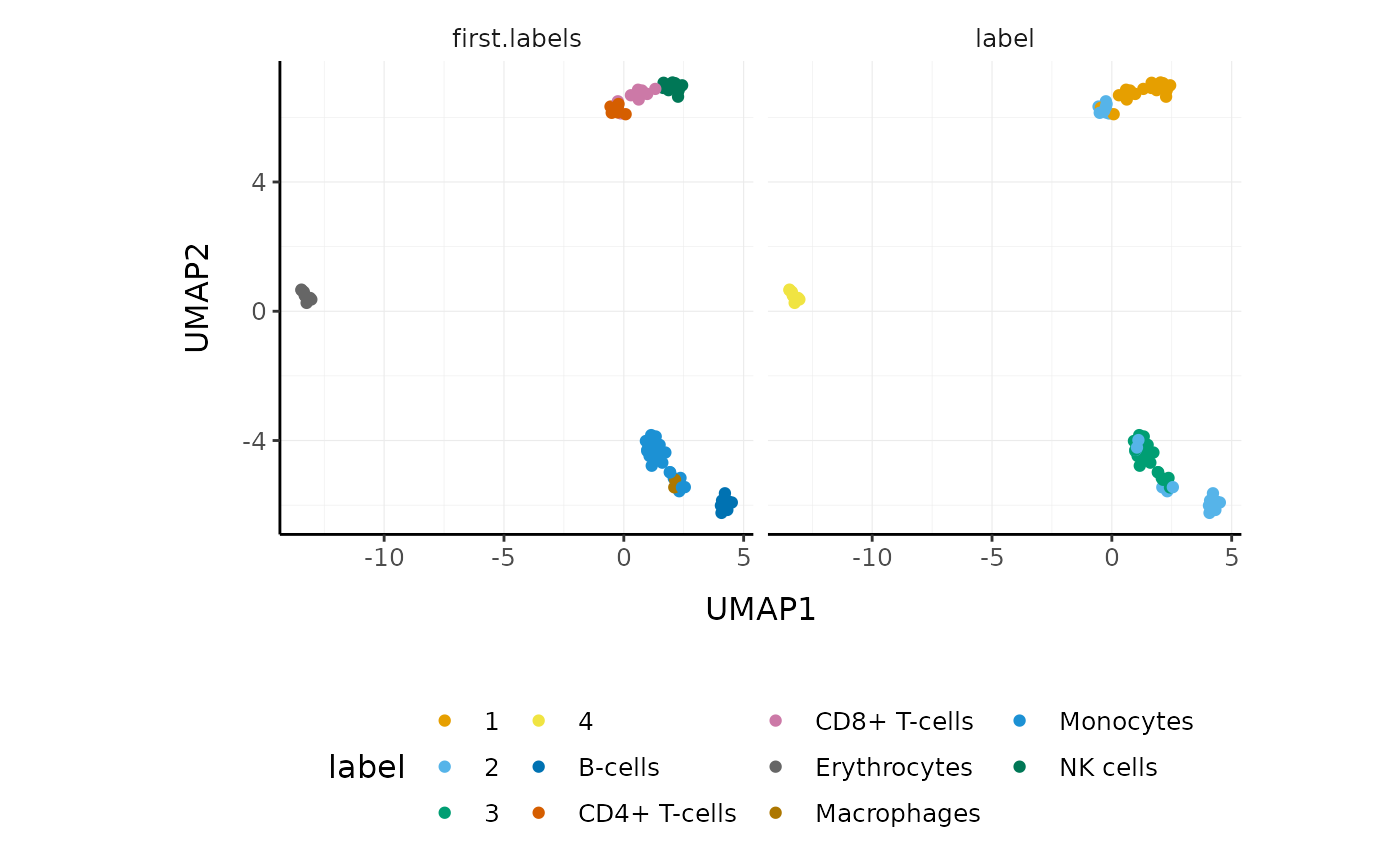 first.labels label
4
0
-4
UMAP2
-10 -5 0 5 -10 -5 0 5
UMAP1
label
1 4 CD8+ T-cells Monocytes
2 B-cells Erythrocytes NK cells
3 CD4+ T-cells Macrophages